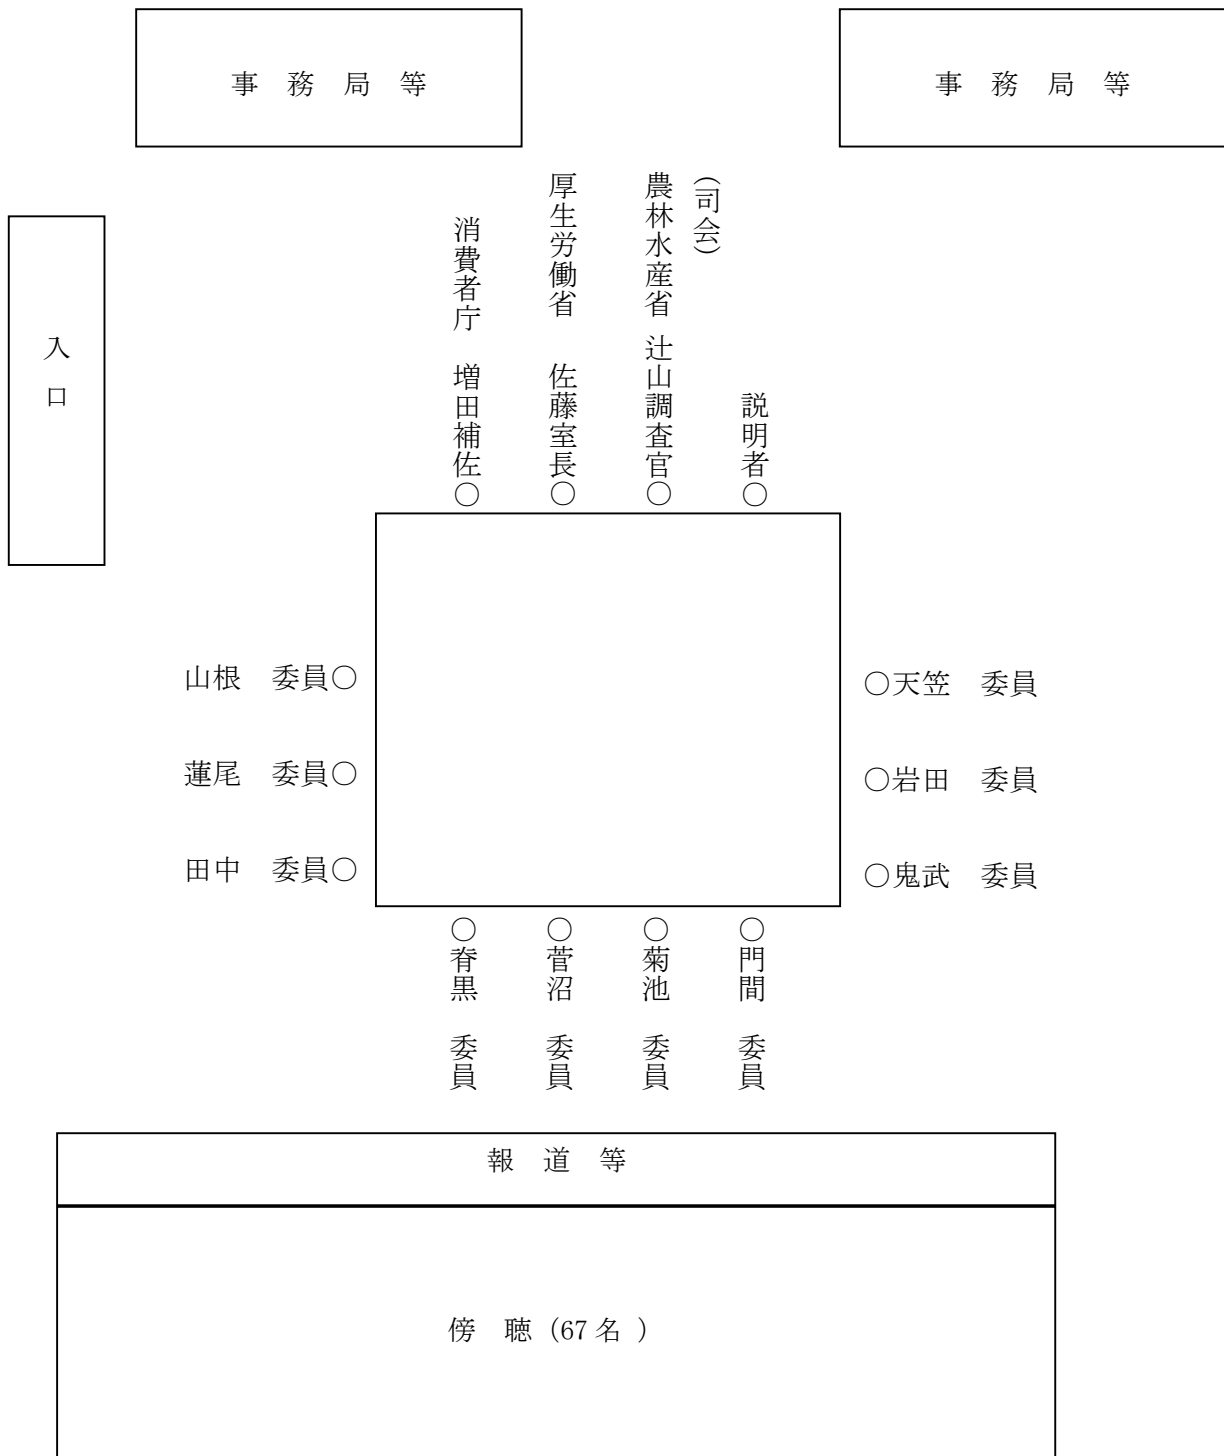 事 務 局 等
事 務 局 等
(司会)
農林水産省 辻山調査官○
厚生労働省 佐藤室長○
消費者庁 増田補佐○
説明者○
入口
山根 委員○
○天笠 委員
蓮尾 委員○
○岩田 委員
田中 委員○
○鬼武 委員
○門間 委員
○菊池 委員
○菅沼 委員
○脊黒 委員
報 道 等
傍 聴 (67 名 )